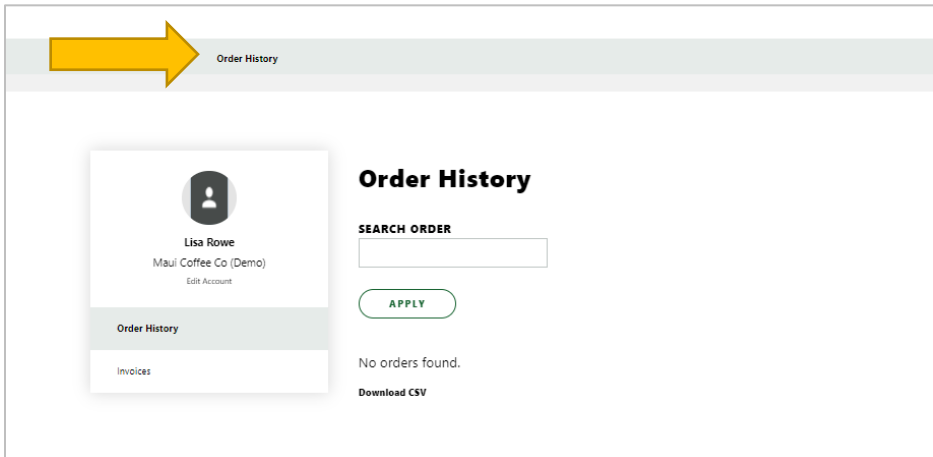 Order History
Lisa Rowe
Maui Coffee Co (Demo)
Edit Account
Order History
Invoices
Order History
SEARCH ORDER
APPLY
No orders found.
Download CSV